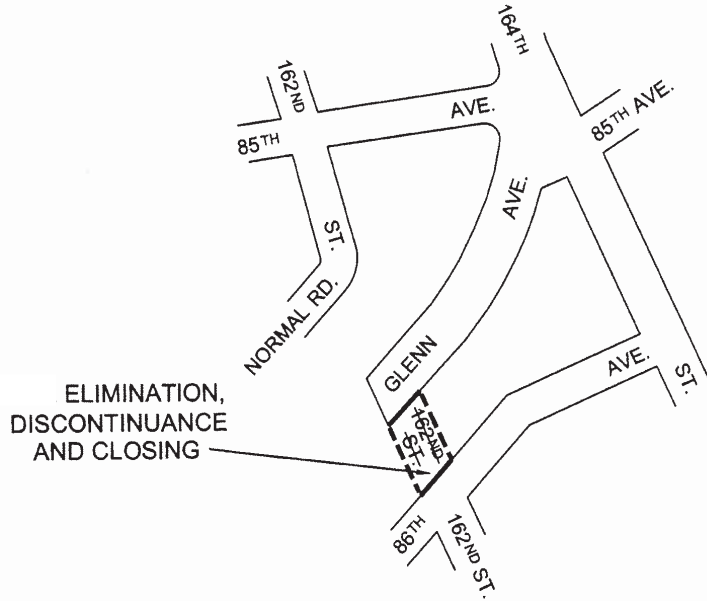 164TH
162ND
AVE.
85TH AVE.
85TH
AVE.
ST.
NORMAL RD.
GLENN
AVE.
ST.
ELIMINATION,
DISCONTINUANCE
AND CLOSING
162ND
ST.
86TH
162ND ST.